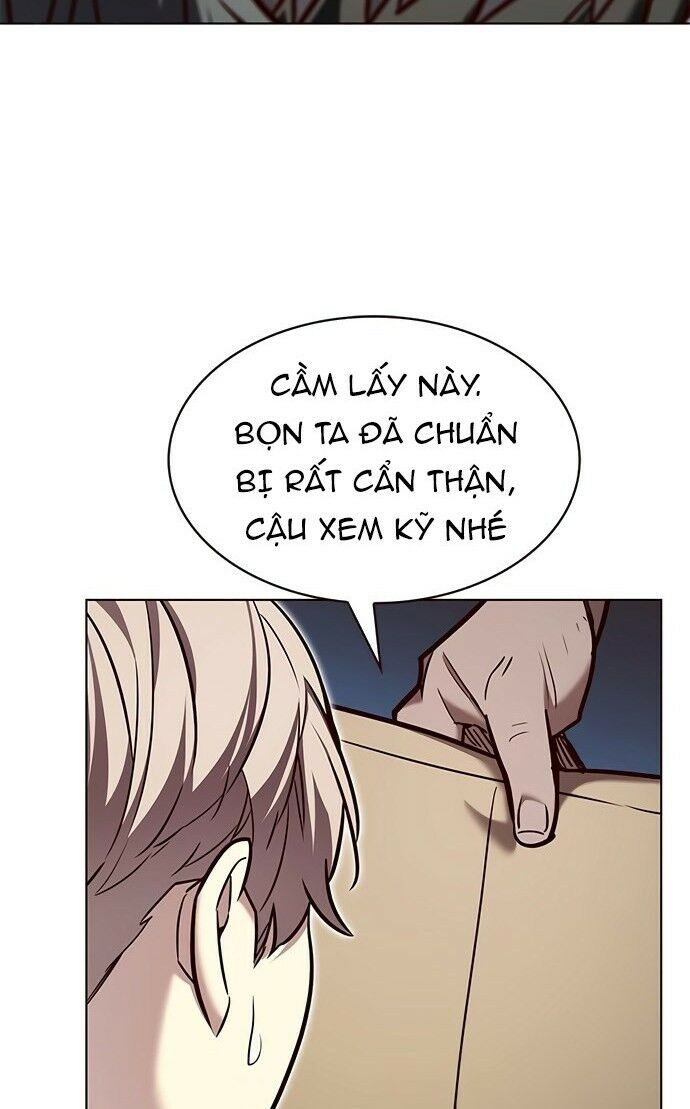 CẦM LẤY NÀY.
BỌN TA ĐÃ CHUẨN
BỊ RẤT CẨN THẬN,
CẬU XEM KỸ NHÉ